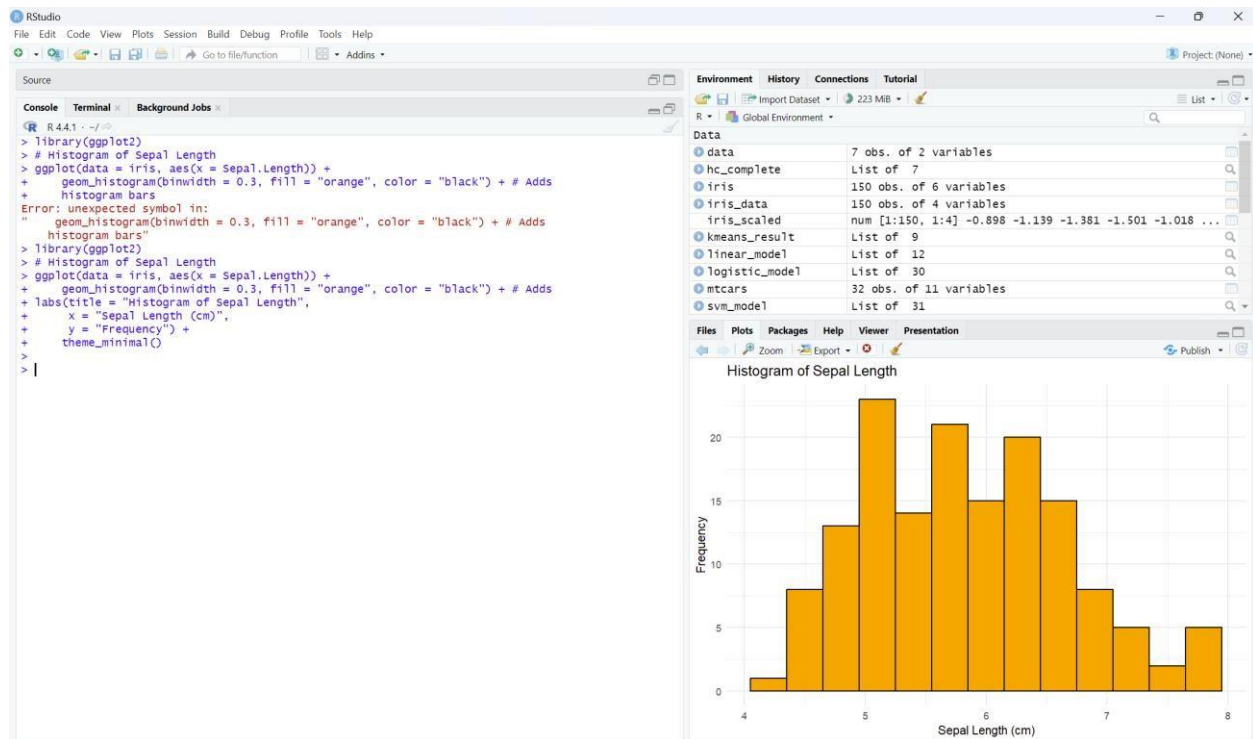 RStudio
File Edit Code View Plots Session Build Debug Profile Tools Help
Go to file/function Addins Project: (None)
Source
Console Terminal Background Jobs
R 4.4.1 · ~/
> library(ggplot2)
> # Histogram of Sepal Length
> ggplot(data = iris, aes(x = Sepal.Length)) +
+     geom_histogram(binwidth = 0.3, fill = "orange", color = "black") + # Adds
+     histogram bars
Error: unexpected symbol in:
"    geom_histogram(binwidth = 0.3, fill = "orange", color = "black") + # Adds
    histogram bars"
> library(ggplot2)
> # Histogram of Sepal Length
> ggplot(data = iris, aes(x = Sepal.Length)) +
+     geom_histogram(binwidth = 0.3, fill = "orange", color = "black") + # Adds
+ labs(title = "Histogram of Sepal Length",
+      x = "Sepal Length (cm)",
+      y = "Frequency") +
+     theme_minimal()
>
>
Environment History Connections Tutorial
Import Dataset 223 MiB List
R Global Environment
Data
data 7 obs. of 2 variables
hc_complete List of 7
iris 150 obs. of 6 variables
iris_data 150 obs. of 4 variables
iris_scaled num [1:150, 1:4] -0.898 -1.139 -1.381 -1.501 -1.018 ...
kmeans_result List of 9
linear_model List of 12
logistic_model List of 30
mtcars 32 obs. of 11 variables
svm_model List of 31
Files Plots Packages Help Viewer Presentation
Zoom Export Publish
Histogram of Sepal Length
20
15
10
5
0
Frequency
4 5 6 7 8
Sepal Length (cm)